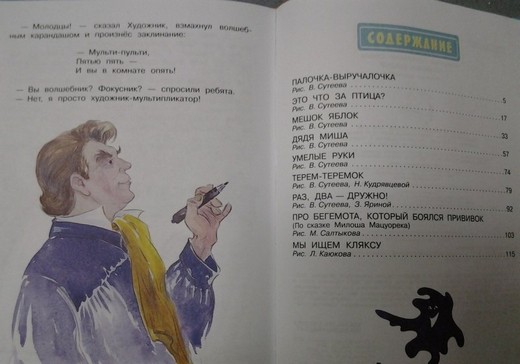 — Молодцы! — сказал Художник, взмахнул волшеб-
ным карандашом и произнёс заклинание:
— Мульти-пульти,
Пятью пять —
И вы в комнате опять!
— Вы волшебник? Фокусник? — спросили ребята.
— Нет, я просто художник-мультипликатор!
СОДЕРЖАНИЕ
ПАЛОЧКА-ВЫРУЧАЛОЧКА
Рис. В. Сутеева 5
ЭТО ЧТО ЗА ПТИЦА?
Рис. В. Сутеева 17
МЕШОК ЯБЛОК
Рис. В. Сутеева 33
ДЯДЯ МИША
Рис. В. Сутеева 57
УМЕЛЫЕ РУКИ
Рис. В. Сутеева 74
ТЕРЕМ-ТЕРЕМОК
Рис. В. Сутеева, Н. Кудрявцевой 79
РАЗ, ДВА — ДРУЖНО!
Рис. В. Сутеева, З. Яриной 92
ПРО БЕГЕМОТА, КОТОРЫЙ БОЯЛСЯ ПРИВИВОК
(По сказке Милоша Мацоурека)
Рис. М. Салтыкова 103
МЫ ИЩЕМ КЛЯКСУ
Рис. Л. Каюкова 115